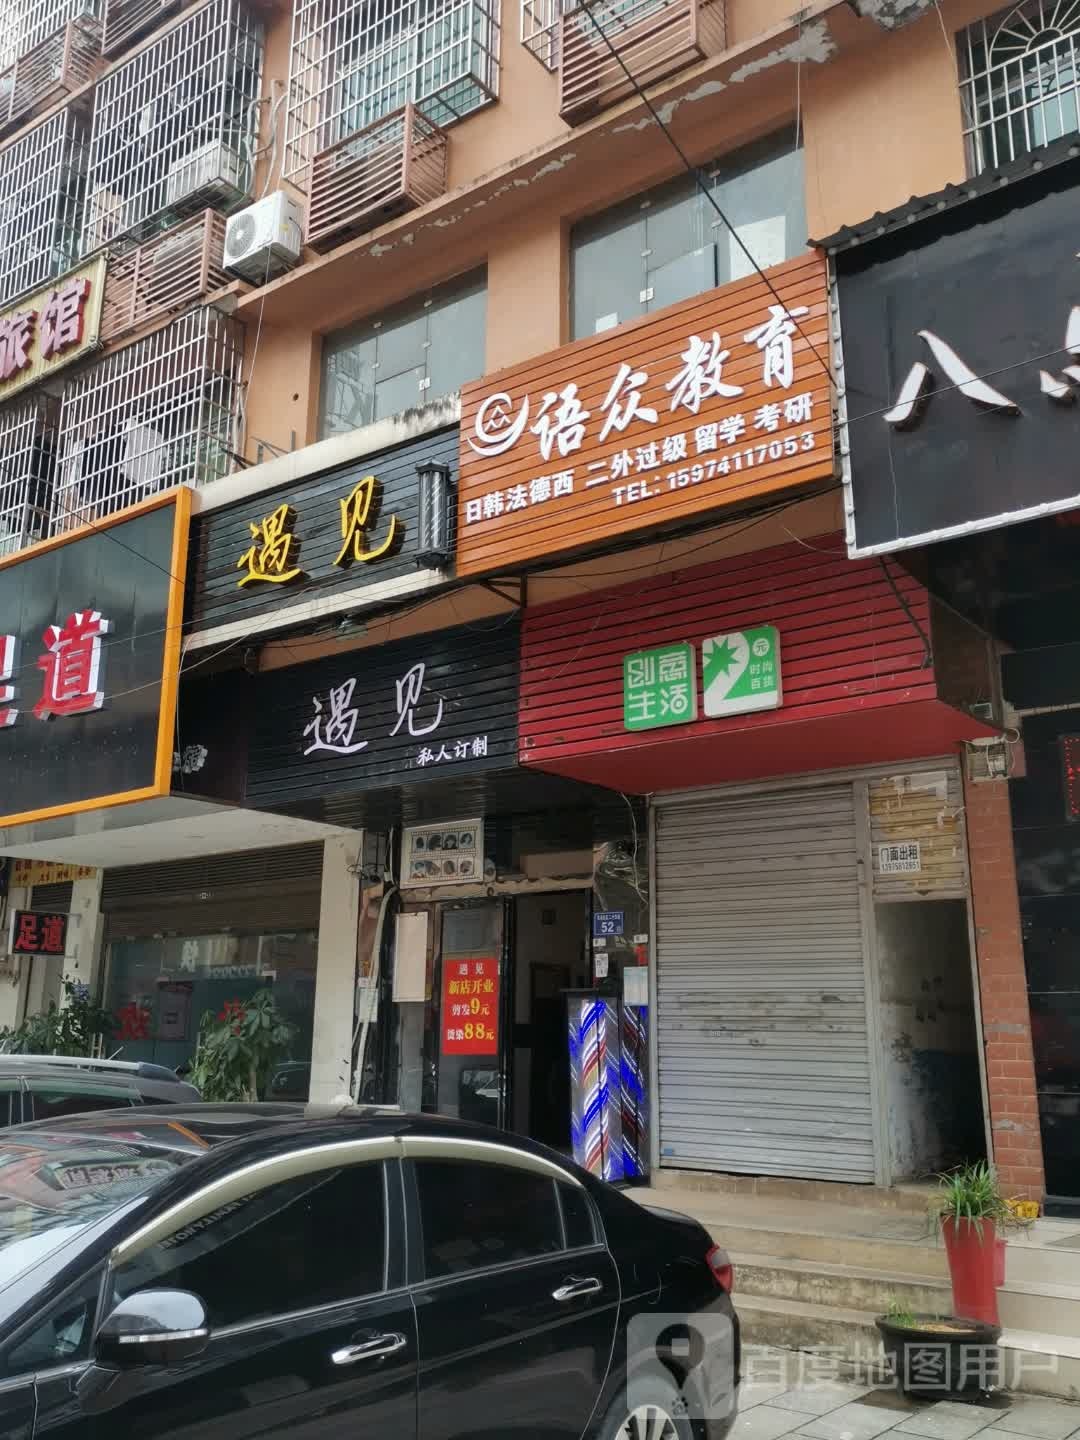 旅馆
语众教育
日韩法德西 二外过级 留学 考研
TEL: 15974117053
八
遇见
道
遇见
私人订制
创意
生活
2
元
时尚
百货
门面出租
足道
52
遇见
新店开业
剪发9元
烫染88元
百度地图用户